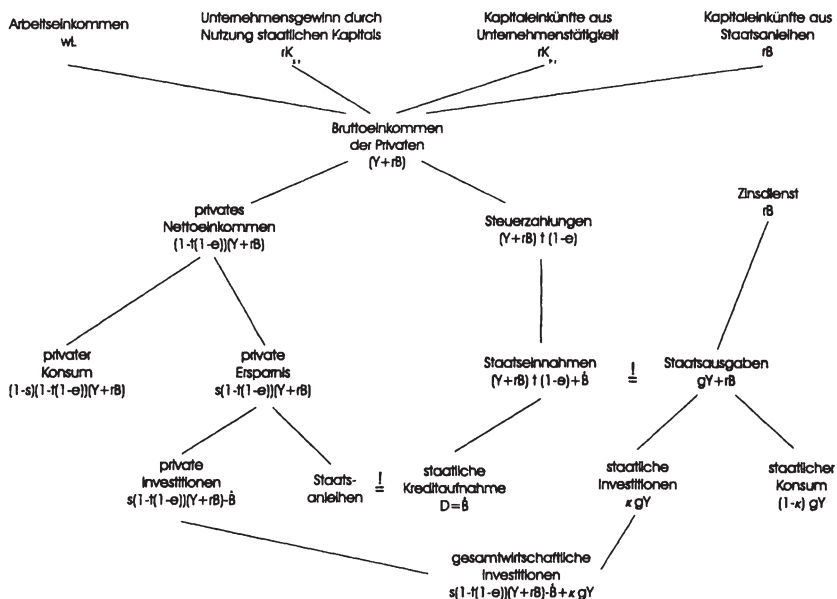 Arbeitseinkommen
wL
Unternehmensgewinn durch
Nutzung staatlichen Kapitals
rK
Kapitaleinkünfte aus
Unternehmenstätigkeit
rK
Kapitaleinkünfte aus
Staatsanleihen
rB
Bruttoeinkommen
der Privaten
(Y+rB)
privates
Nettoeinkommen
(1-t(1-e))(Y+rB)
Steuerzahlungen
(Y+rB) t (1-e)
Zinsdienst
rB
privater
Konsum
(1-s)(1-t(1-e))(Y+rB)
private
Ersparnis
s(1-t(1-e))(Y+rB)
Staatseinnahmen
(Y+rB) t (1-e)+Ḃ
!
=
Staatsausgaben
gY+rB
private
Investitionen
s(1-t(1-e))(Y+rB)-Ḃ
Staats-
anleihen
!
=
staatliche
Kreditaufnahme
D=Ḃ
staatliche
Investitionen
κ gY
staatlicher
Konsum
(1-κ) gY
gesamtwirtschaftliche
Investitionen
s(1-t(1-e))(Y+rB)-Ḃ+κ gY